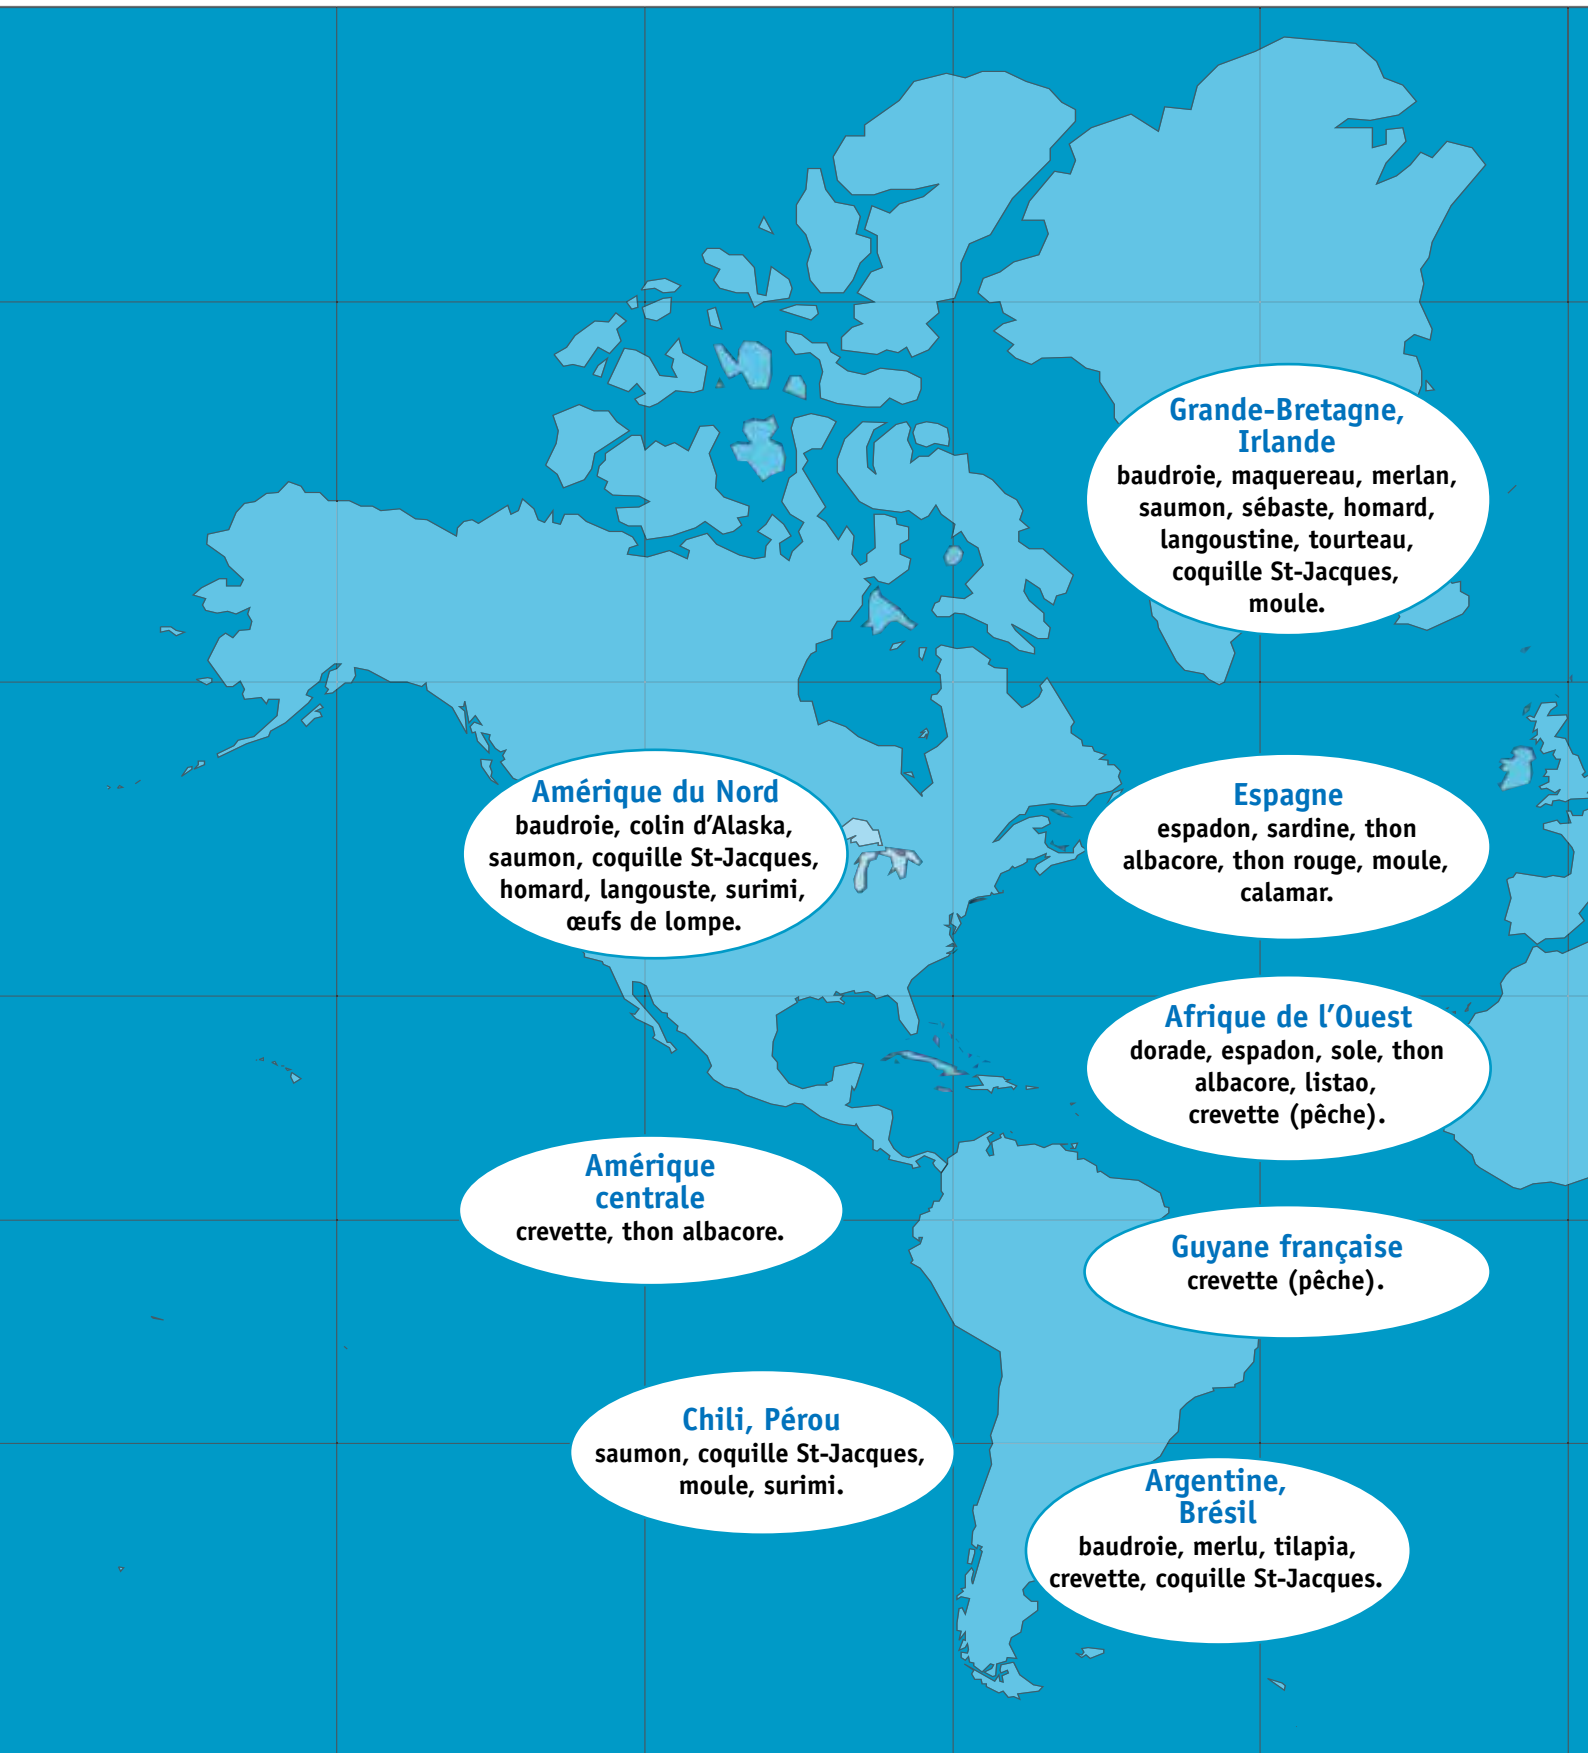 Grande-Bretagne,
Irlande
baudroie, maquereau, merlan,
saumon, sébaste, homard,
langoustine, tourteau,
coquille St-Jacques,
moule.
Amérique du Nord
baudroie, colin d'Alaska,
saumon, coquille St-Jacques,
homard, langouste, surimi,
œufs de lompe.
Espagne
espadon, sardine, thon
albacore, thon rouge, moule,
calamar.
Afrique de l'Ouest
dorade, espadon, sole, thon
albacore, listao,
crevette (pêche).
Amérique
centrale
crevette, thon albacore.
Guyane française
crevette (pêche).
Chili, Pérou
saumon, coquille St-Jacques,
moule, surimi.
Argentine,
Brésil
baudroie, merlu, tilapia,
crevette, coquille St-Jacques.